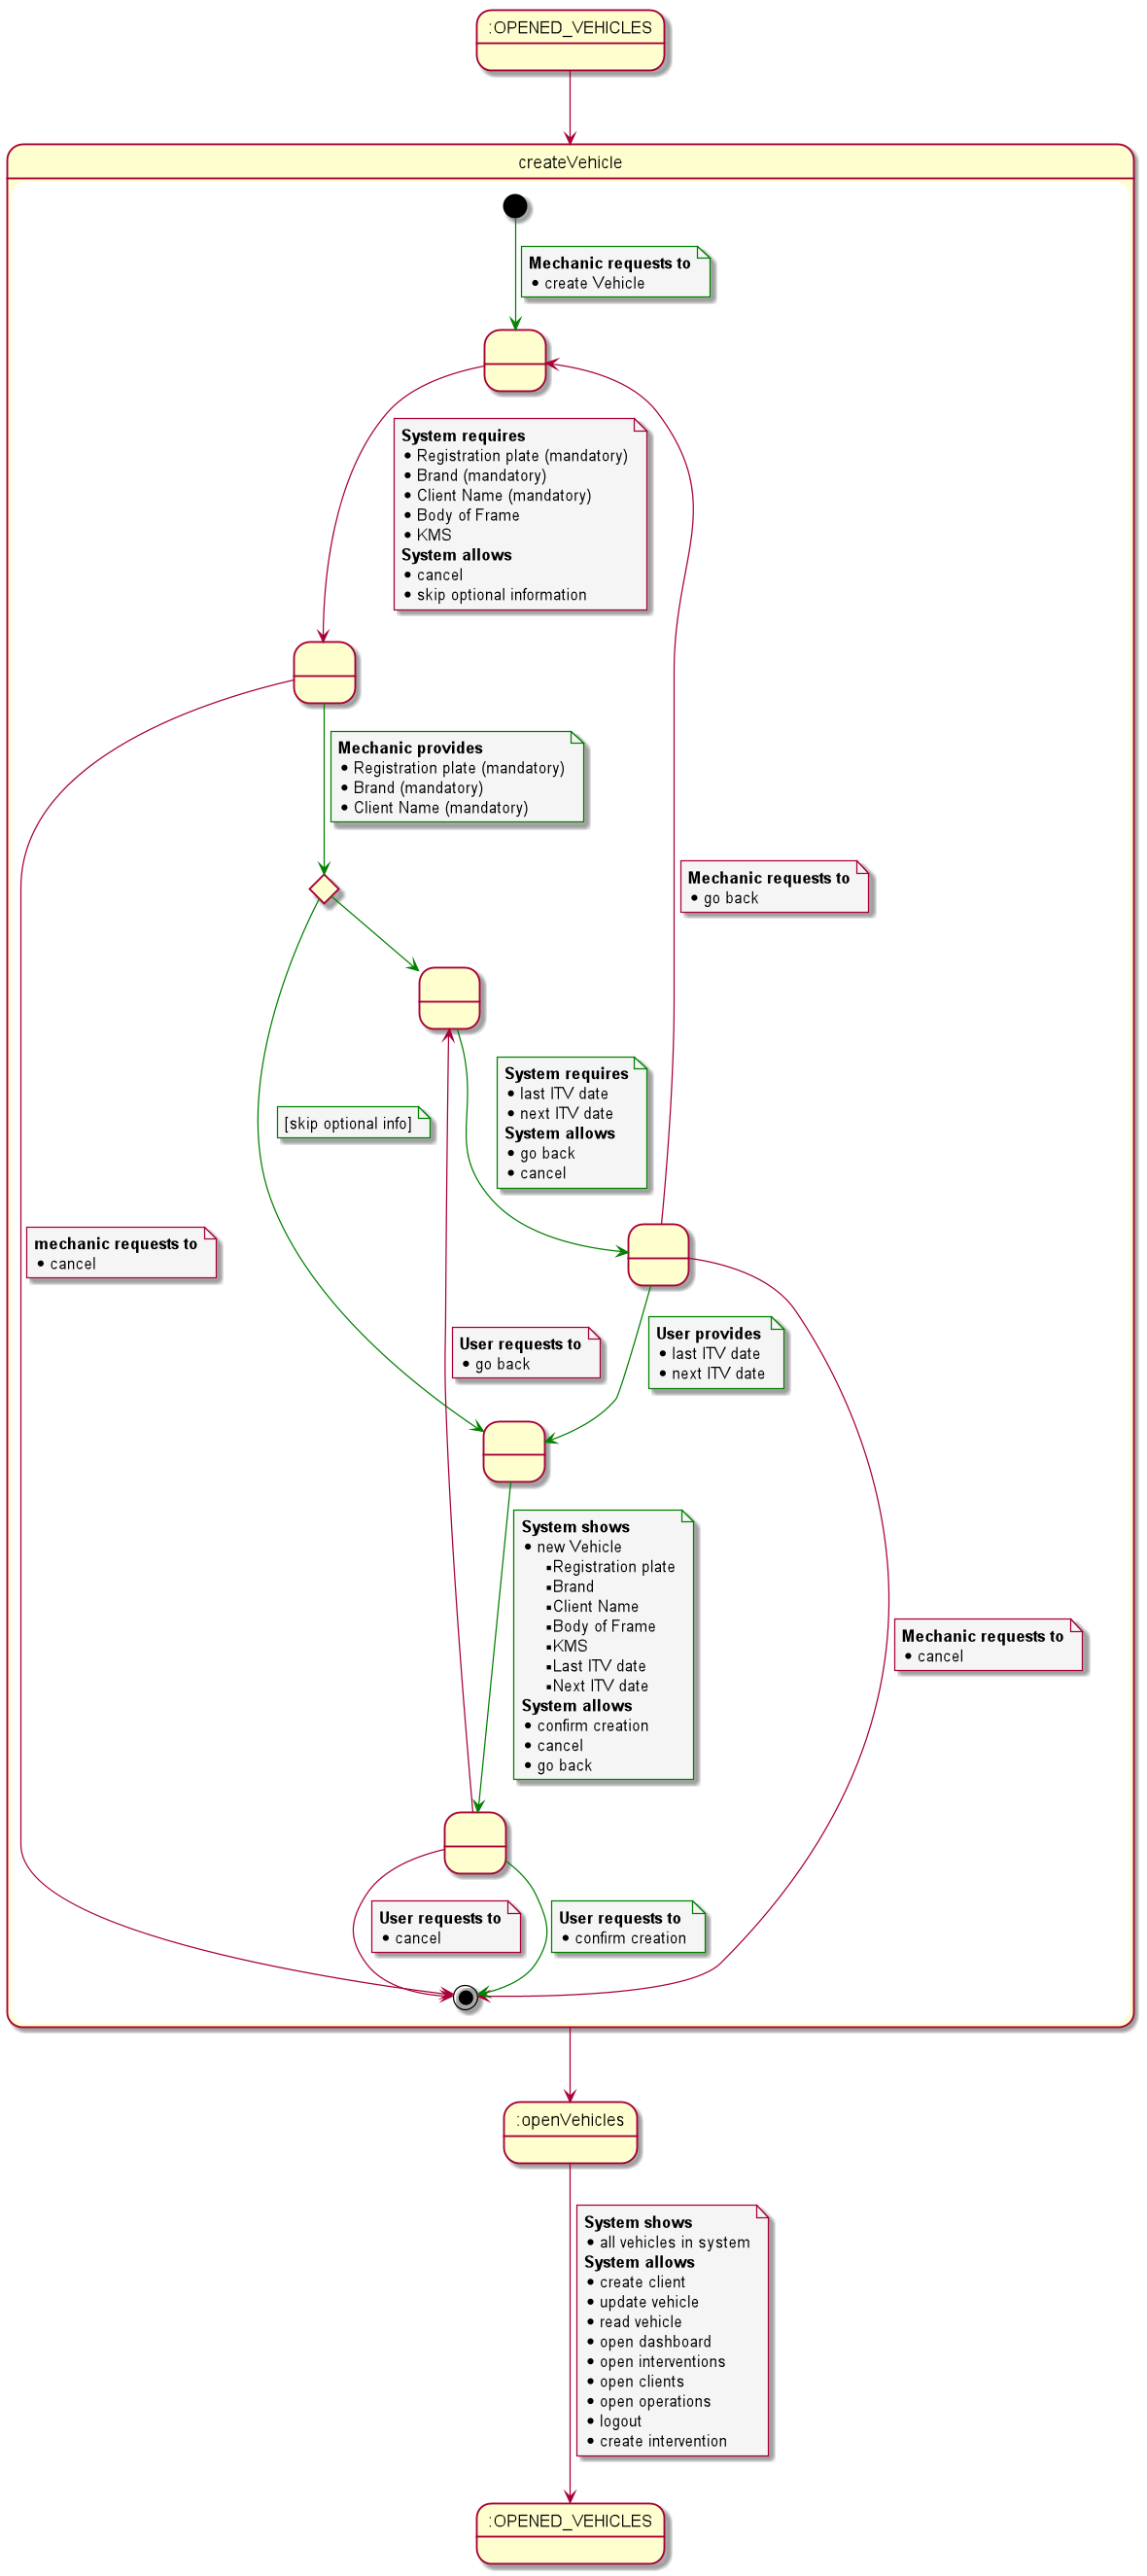 :OPENED_VEHICLES
createVehicle
Mechanic requests to
• create Vehicle
System requires
• Registration plate (mandatory)
• Brand (mandatory)
• Client Name (mandatory)
• Body of Frame
• KMS
System allows
• cancel
• skip optional information
Mechanic provides
• Registration plate (mandatory)
• Brand (mandatory)
• Client Name (mandatory)
Mechanic requests to
• go back
System requires
• last ITV date
• next ITV date
System allows
• go back
• cancel
[skip optional info]
mechanic requests to
• cancel
User requests to
• go back
User provides
• last ITV date
• next ITV date
System shows
• new Vehicle
▪ Registration plate
▪ Brand
▪ Client Name
▪ Body of Frame
▪ KMS
▪ Last ITV date
▪ Next ITV date
System allows
• confirm creation
• cancel
• go back
Mechanic requests to
• cancel
User requests to
• cancel
User requests to
• confirm creation
:openVehicles
System shows
• all vehicles in system
System allows
• create client
• update vehicle
• read vehicle
• open dashboard
• open interventions
• open clients
• open operations
• logout
• create intervention
:OPENED_VEHICLES